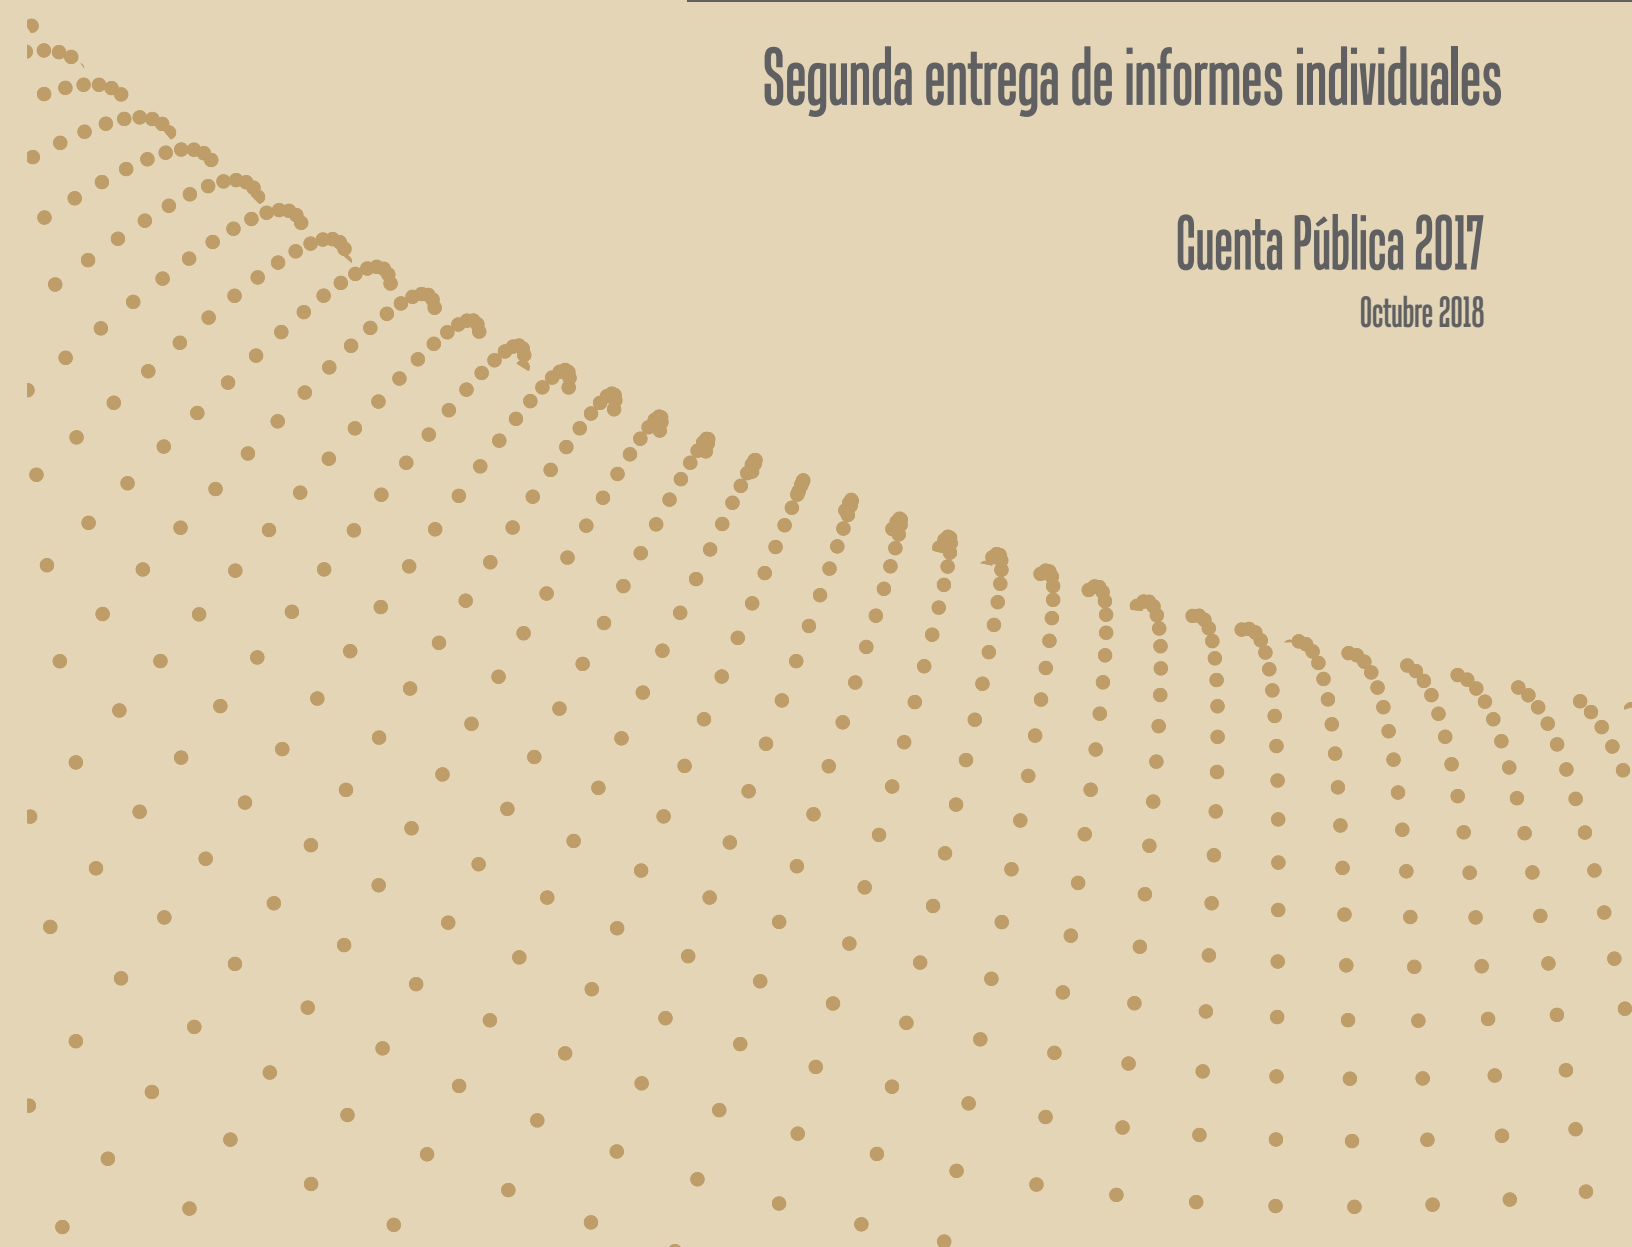 Segunda entrega de informes individuales
Cuenta Pública 2017
Octubre 2018